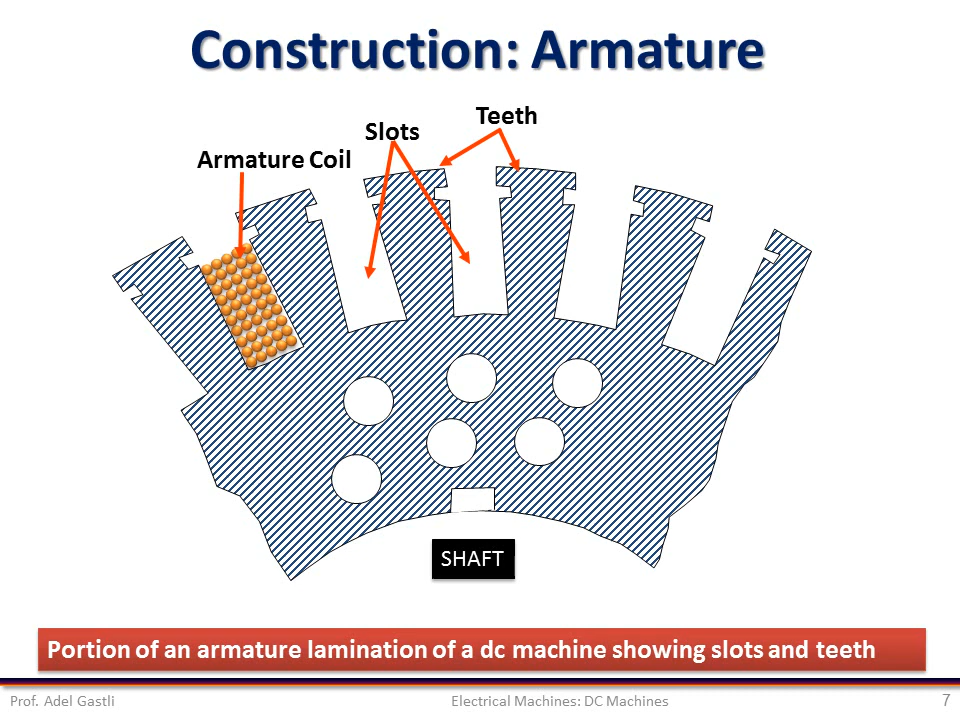 Construction: Armature
Teeth
Slots
Armature Coil
SHAFT
Portion of an armature lamination of a dc machine showing slots and teeth
Prof. Adel Gastli
Electrical Machines: DC Machines
7